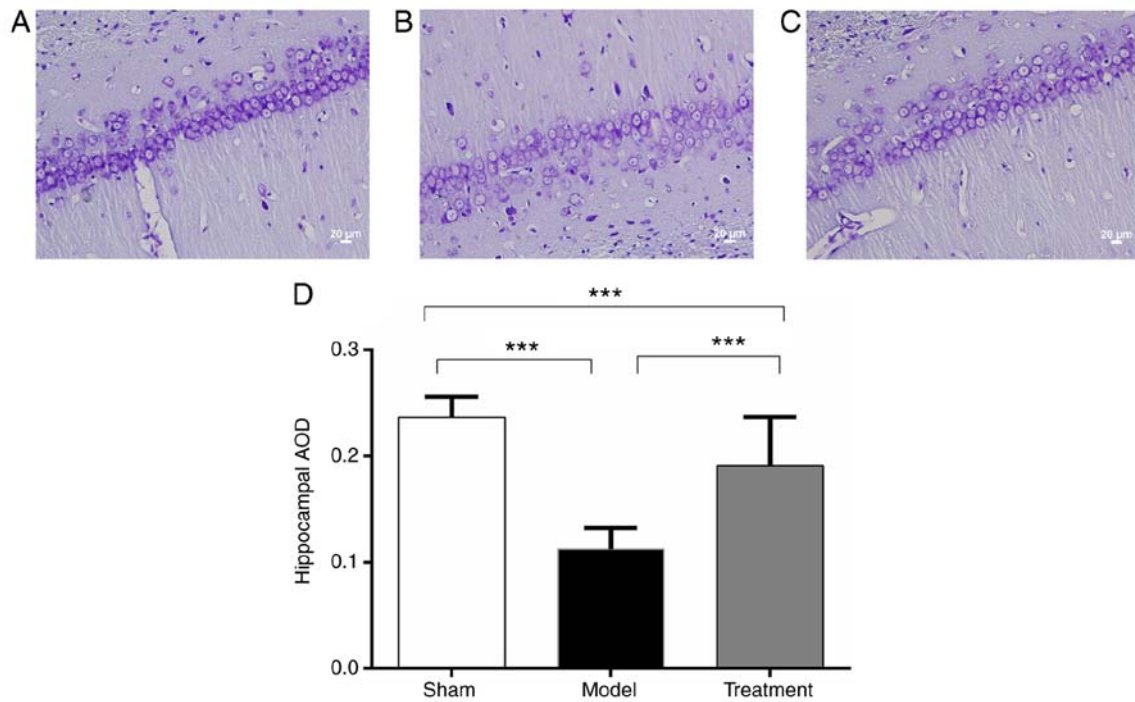 A
B
C
20 µm
20 µm
20 µm
D
***
***
***
0.3
0.2
0.1
0.0
Hippocampal AOD
Sham
Model
Treatment